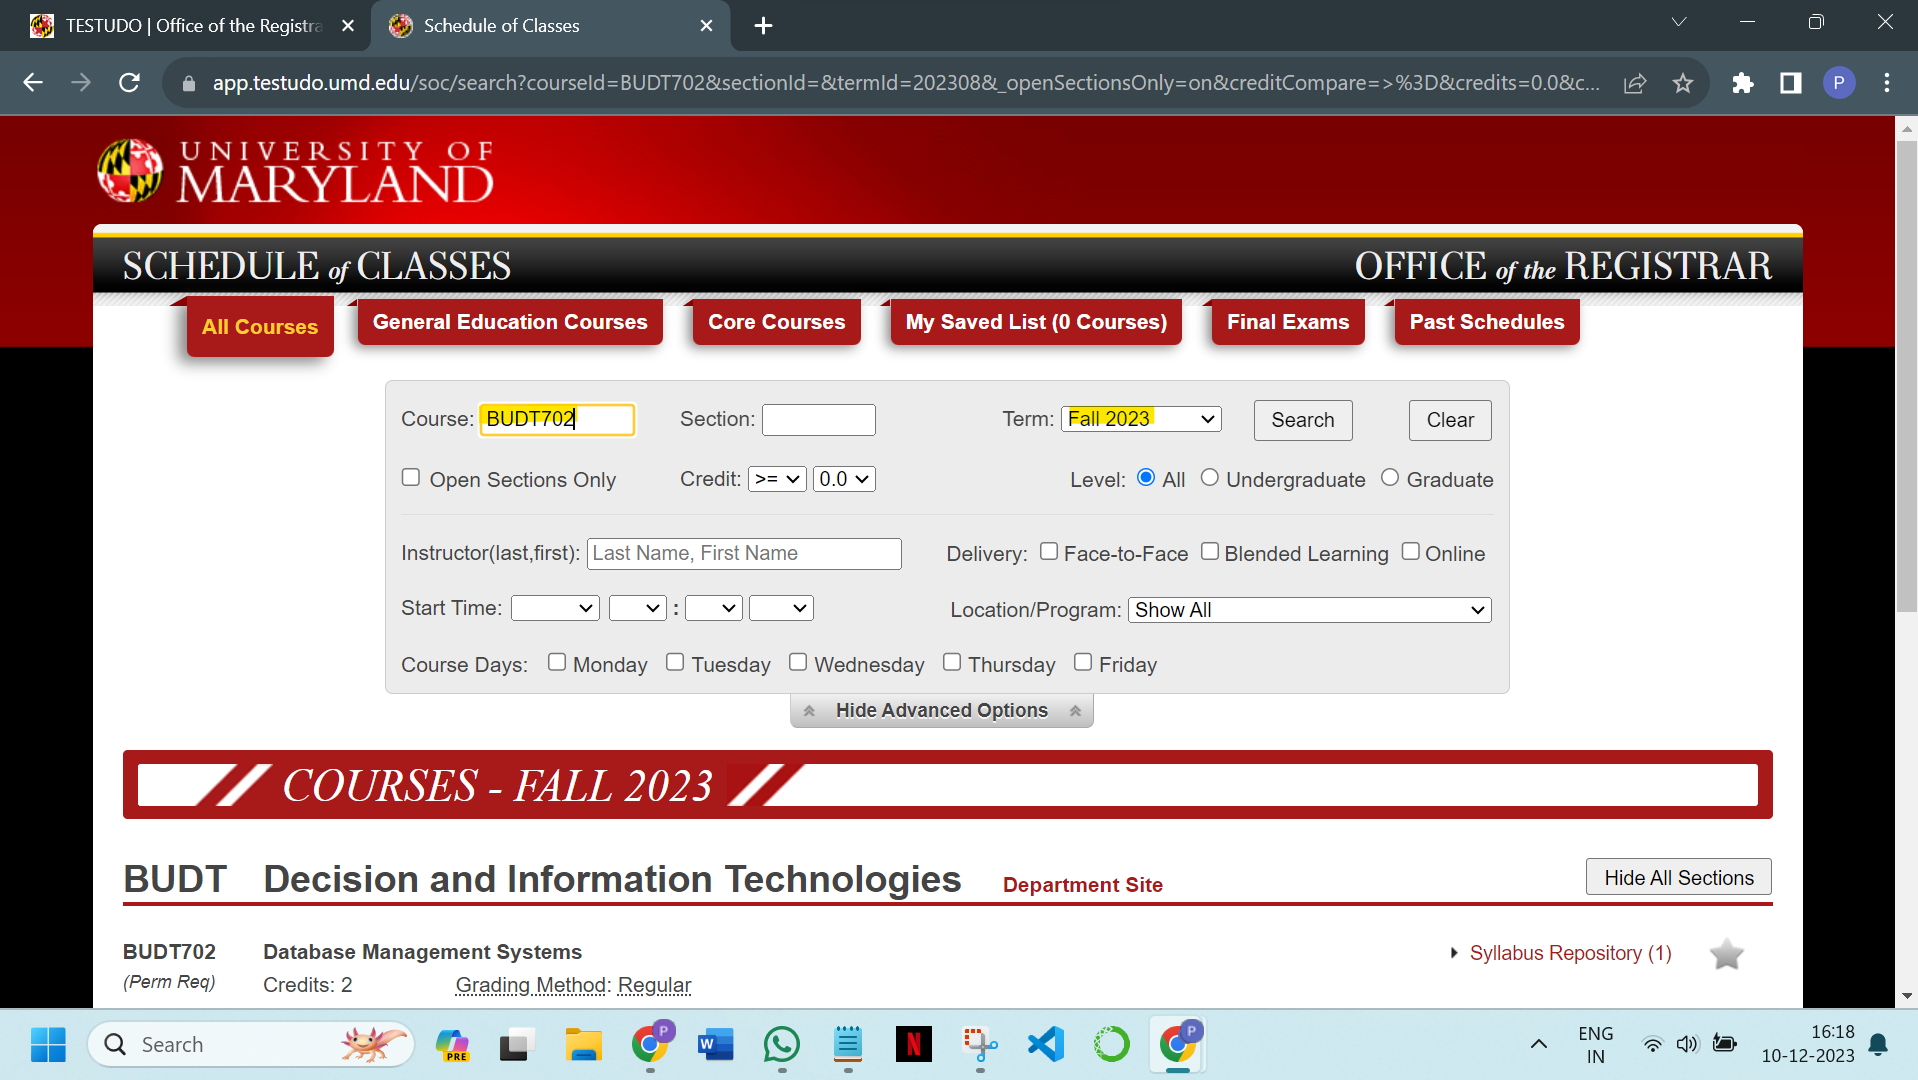 TESTUDO | Office of the Registra
Schedule of Classes
app.testudo.umd.edu/soc/search?courseId=BUDT702&sectionId=&termId=202308&_openSectionsOnly=on&creditCompare=>%3D&credits=0.0&c...
P
UNIVERSITY OF
MARYLAND
SCHEDULE of CLASSES
OFFICE of the REGISTRAR
All Courses
General Education Courses
Core Courses
My Saved List (0 Courses)
Final Exams
Past Schedules
Course: BUDT702
Section:
Term: Fall 2023
Search
Clear
Open Sections Only
Credit: >= 0.0
Level: All Undergraduate Graduate
Instructor(last,first): Last Name, First Name
Delivery: Face-to-Face Blended Learning Online
Start Time: :
Location/Program: Show All
Course Days: Monday Tuesday Wednesday Thursday Friday
Hide Advanced Options
COURSES - FALL 2023
BUDT Decision and Information Technologies Department Site
Hide All Sections
BUDT702 Database Management Systems
Syllabus Repository (1)
(Perm Req) Credits: 2 Grading Method: Regular
Search
PRE
P
W
N
P
ENG
IN
16:18
10-12-2023